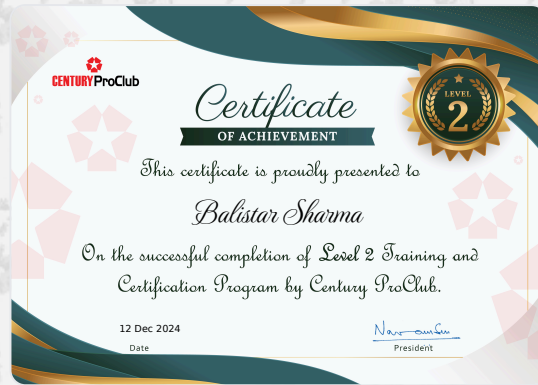 CENTURY ProClub
LEVEL
2
Certificate
OF ACHIEVEMENT
This certificate is proudly presented to
Balistar Sharma
On the successful completion of Level 2 Training and
Certification Program by Century ProClub.
12 Dec 2024
Date
President